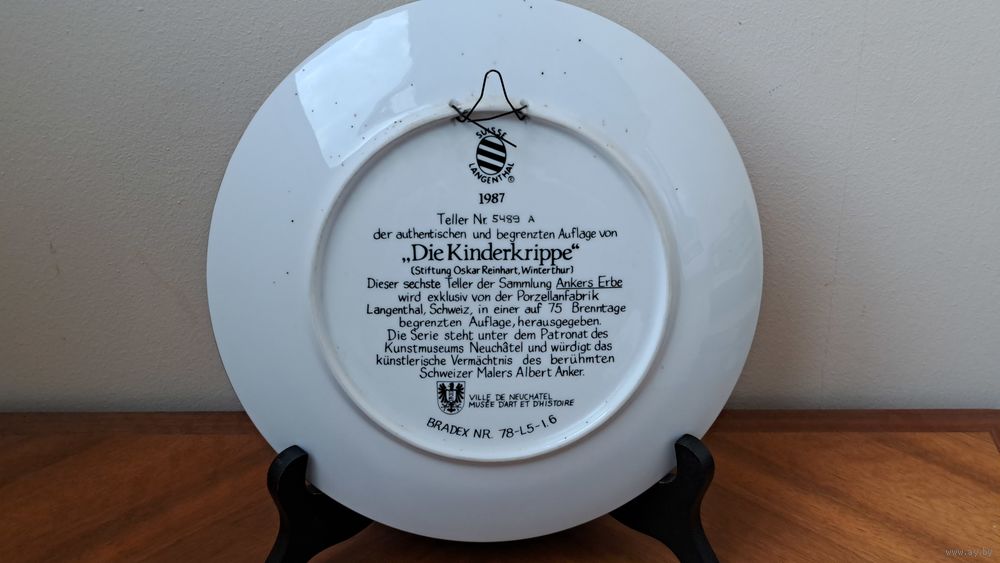 SUISSE
LANGENTHAL ©
1987
Teller Nr. 5489 A
der authentischen und begrenzten Auflage von
„Die Kinderkrippe“
(Stiftung Oskar Reinhart, Winterthur)
Dieser sechste Teller der Sammlung Ankers Erbe
wird exklusiv von der Porzellanfabrik
Langenthal, Schweiz, in einer auf 75 Brenntage
begrenzten Auflage, herausgegeben.
Die Serie steht unter dem Patronat des
Kunstmuseums Neuchâtel und würdigt das
künstlerische Vermächtnis des berühmten
Schweizer Malers Albert Anker.
VILLE DE NEUCHATEL
MUSÉE D'ART ET D'HISTOIRE
BRADEX NR. 78-L5-1.6
www.ay.by